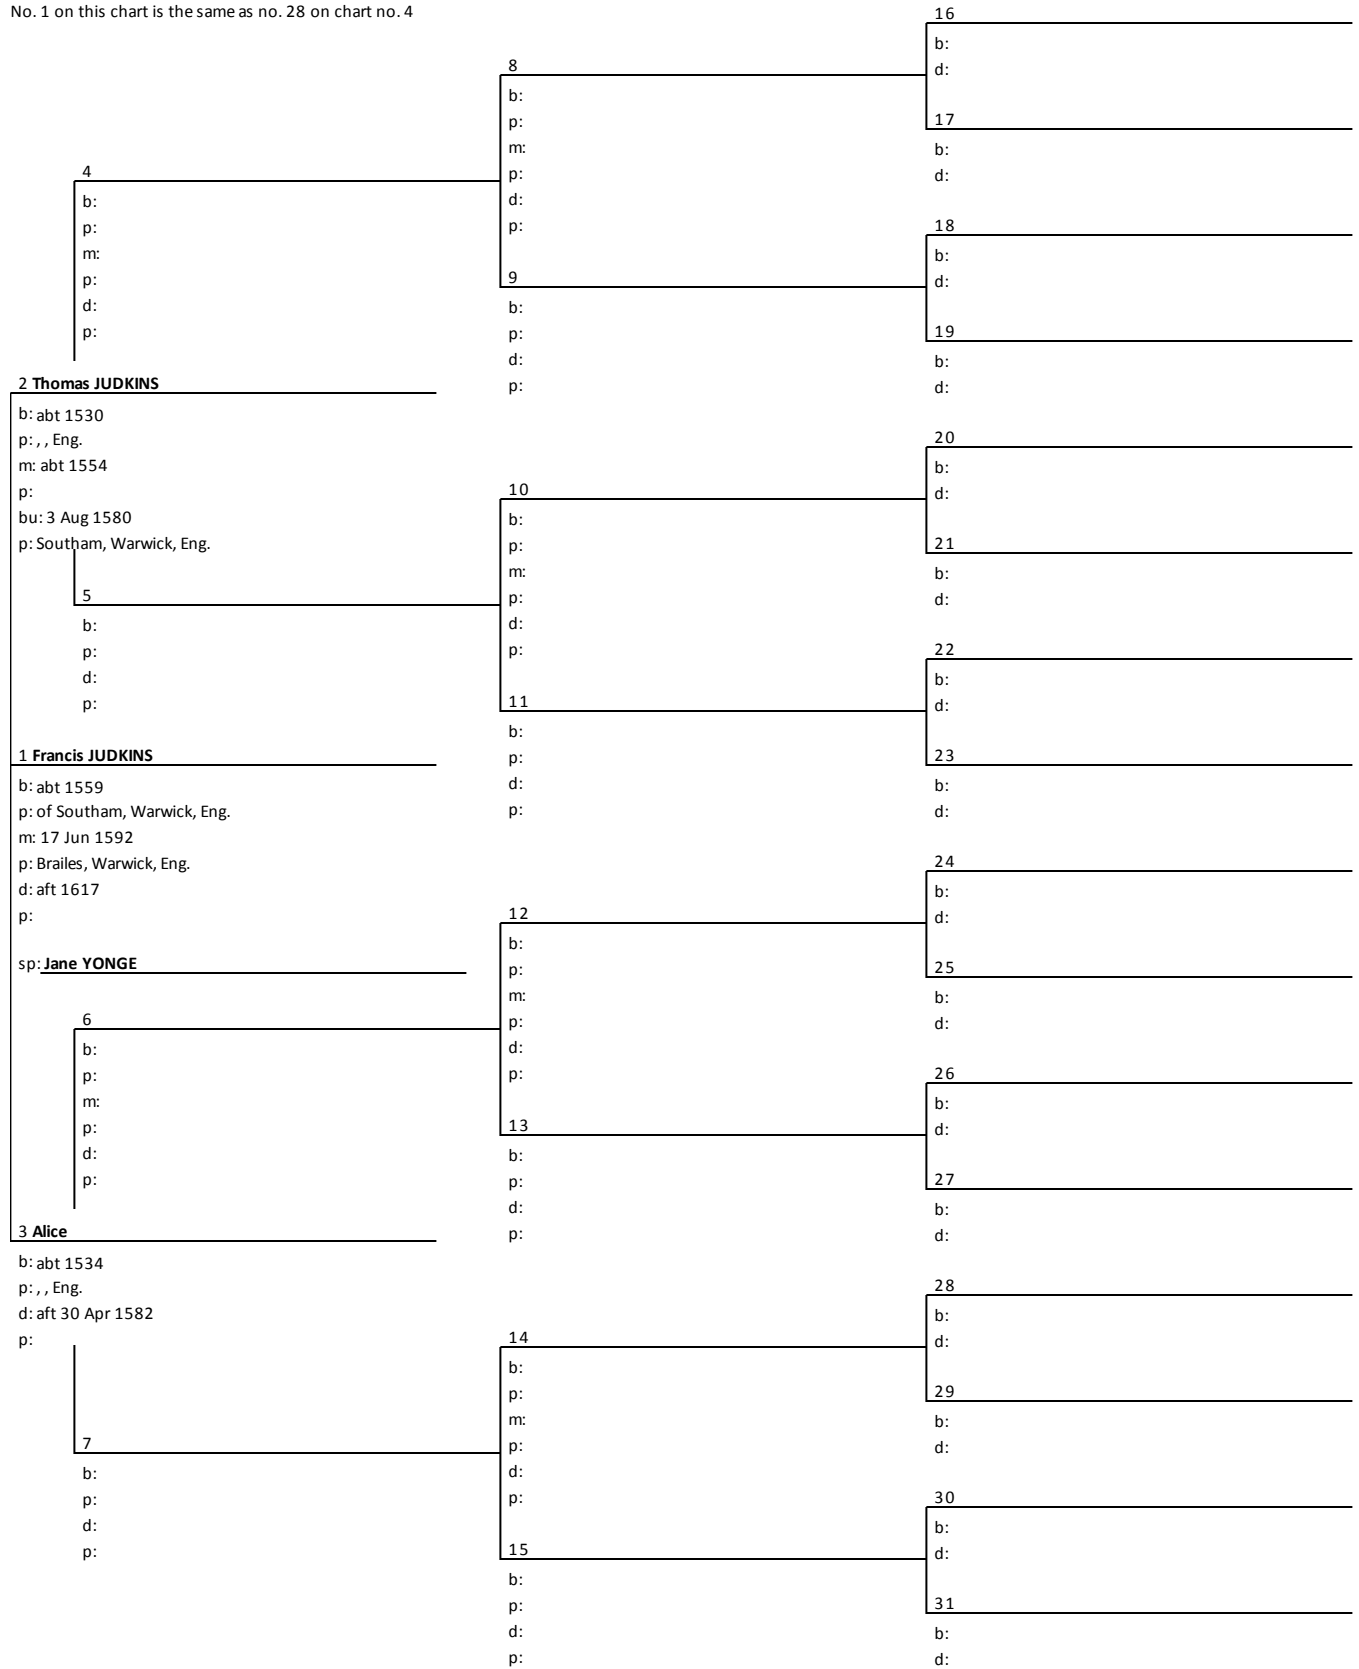 No. 1 on this chart is the same as no. 28 on chart no. 4
16
b:
d:
8
b:
p:
m:
p:
d:
p:
17
b:
d:
4
b:
p:
m:
p:
d:
p:
18
b:
d:
9
b:
p:
d:
p:
19
b:
d:
2 Thomas JUDKINS
b: abt 1530
p: , , Eng.
m: abt 1554
p:
bu: 3 Aug 1580
p: Southam, Warwick, Eng.
20
b:
d:
10
b:
p:
m:
p:
d:
p:
21
b:
d:
5
b:
p:
d:
p:
22
b:
d:
11
b:
p:
d:
p:
23
b:
d:
1 Francis JUDKINS
b: abt 1559
p: of Southam, Warwick, Eng.
m: 17 Jun 1592
p: Brailes, Warwick, Eng.
d: aft 1617
p:
sp: Jane YONGE
24
b:
d:
12
b:
p:
m:
p:
d:
p:
25
b:
d:
6
b:
p:
m:
p:
d:
p:
26
b:
d:
13
b:
p:
d:
p:
27
b:
d:
3 Alice
b: abt 1534
p: , , Eng.
d: aft 30 Apr 1582
p:
28
b:
d:
14
b:
p:
m:
p:
d:
p:
29
b:
d:
7
b:
p:
d:
p:
30
b:
d:
15
b:
p:
d:
p:
31
b:
d: